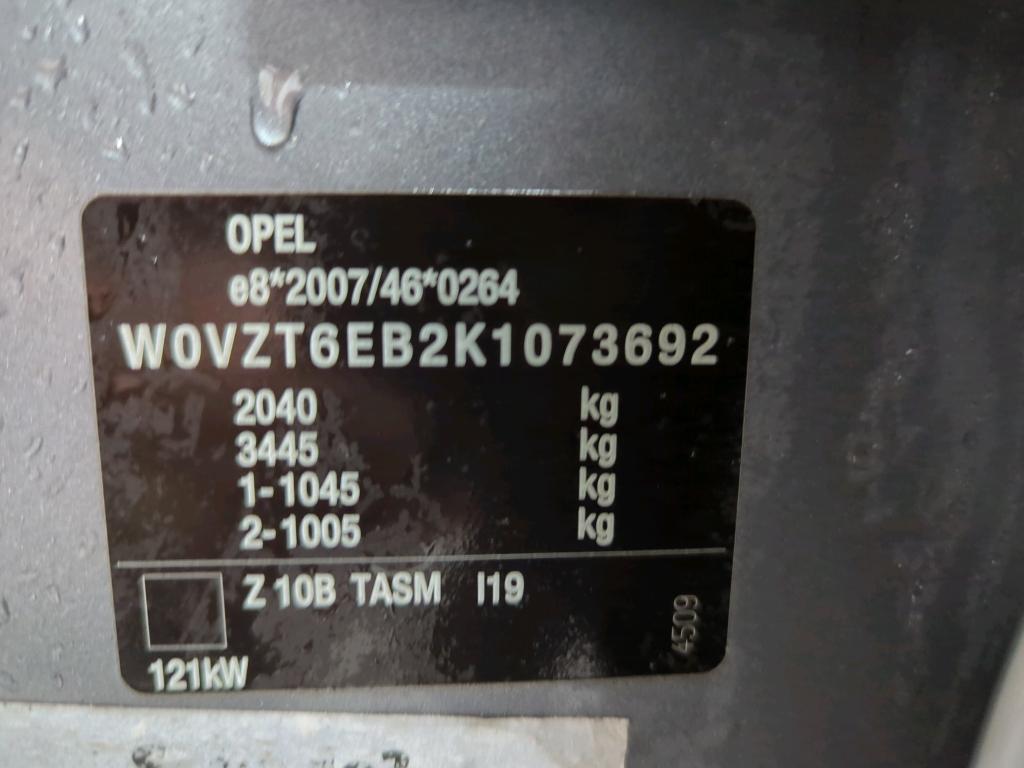 OPEL
e8*2007/46*0264
W0VZT6EB2K1073692
2040 kg
3445 kg
1-1045 kg
2-1005 kg
Z 10B TASM I19
4509
121kW